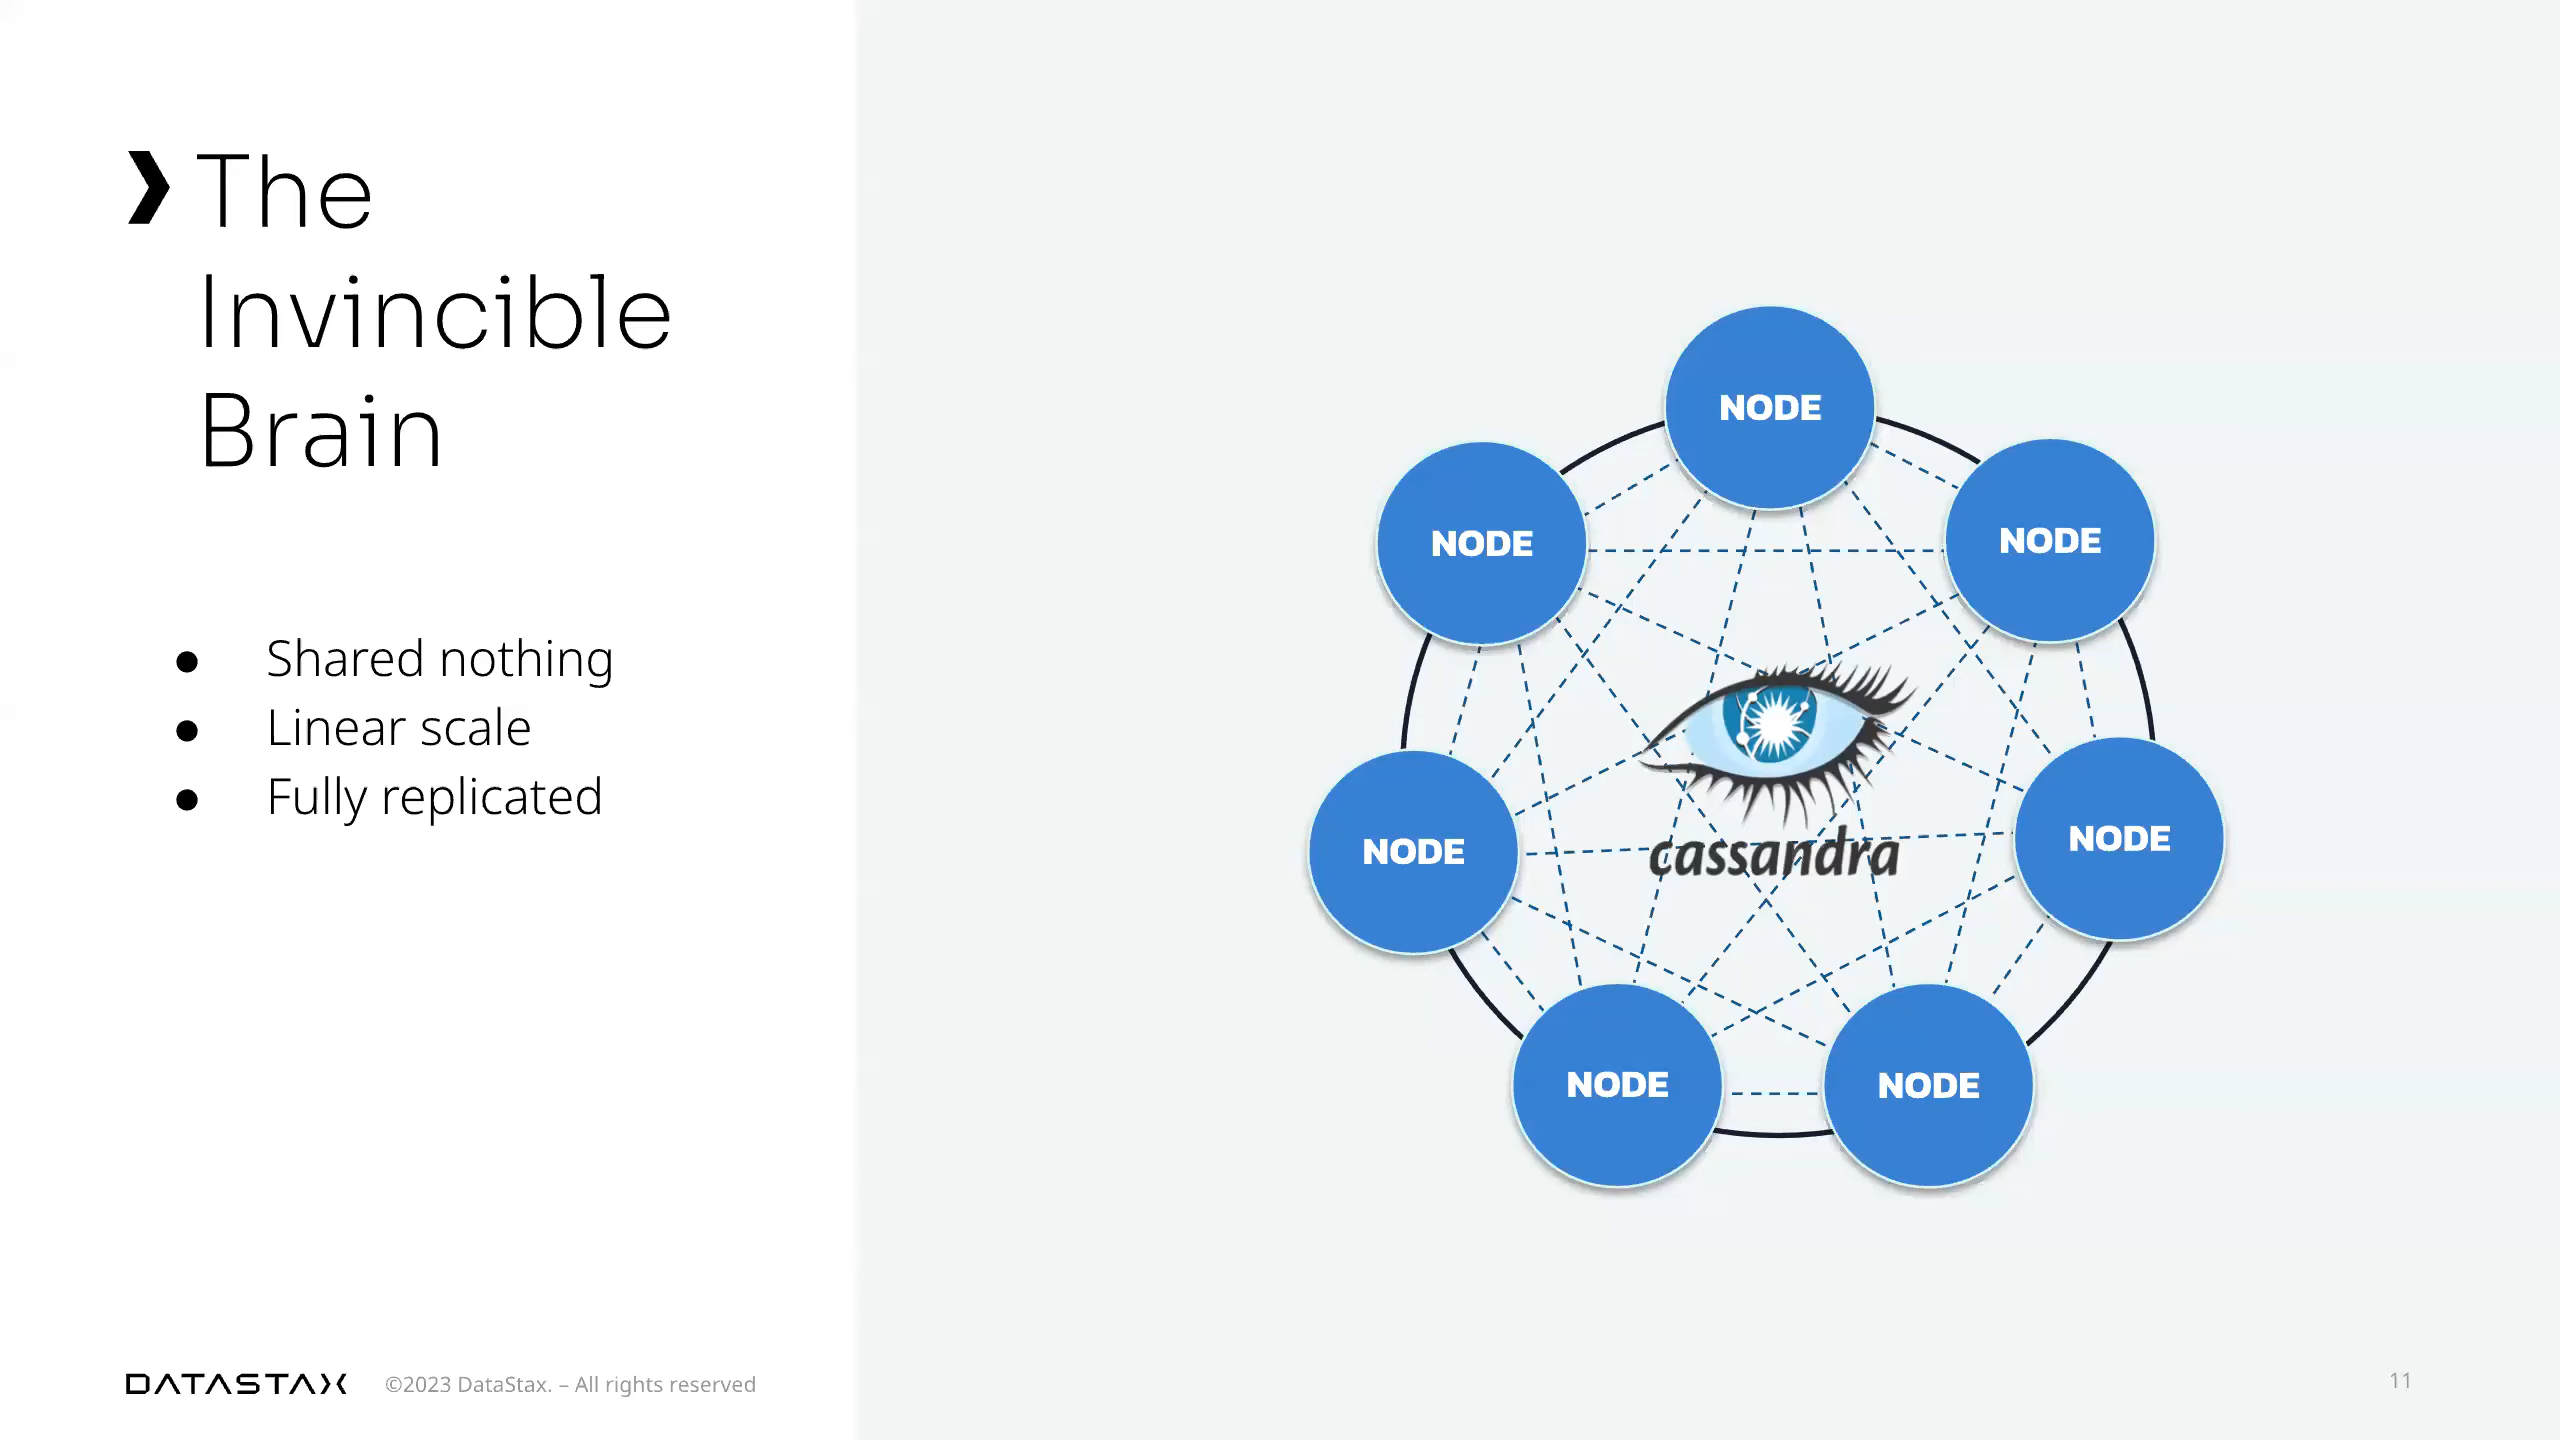 The
Invincible
Brain
● Shared nothing
● Linear scale
● Fully replicated
NODE
NODE
NODE
NODE
NODE
NODE
NODE
cassandra
DATASTAX ©2023 DataStax. – All rights reserved
11